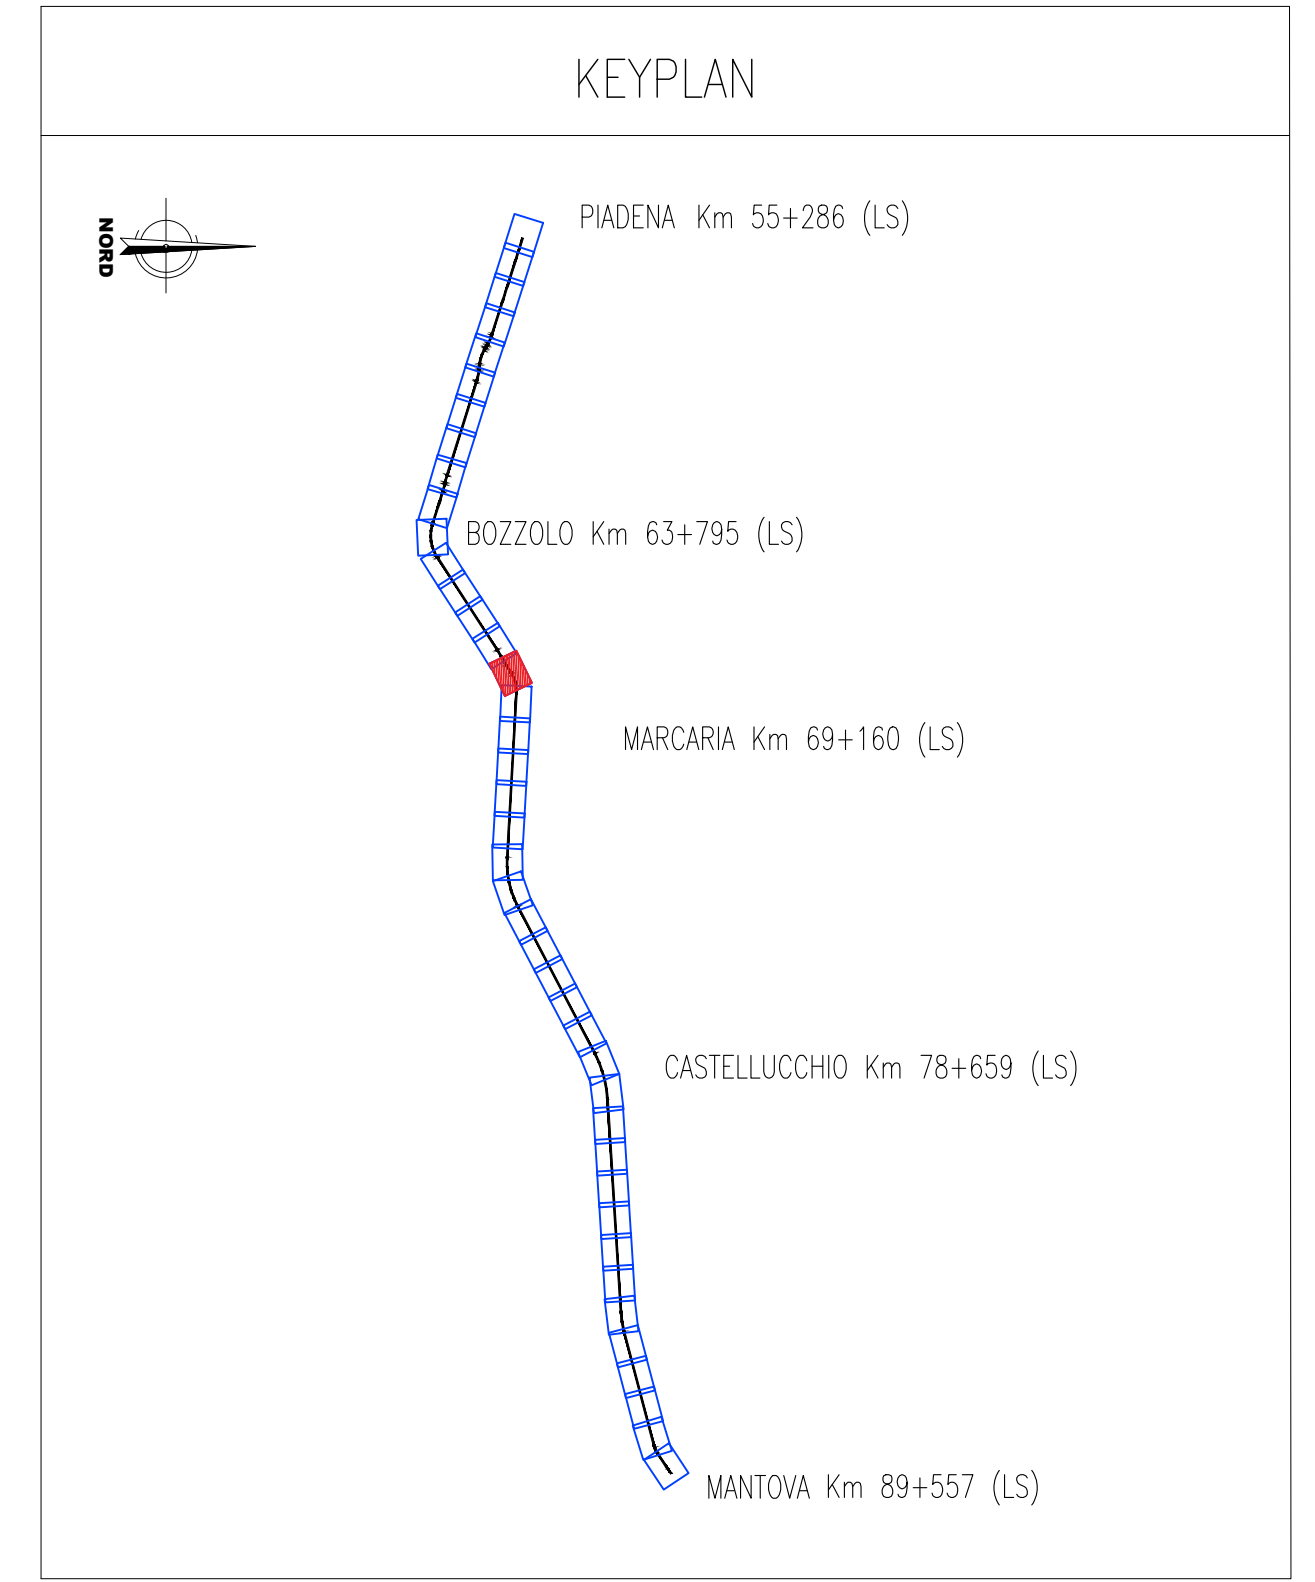 KEYPLAN
NORD
PIADENA Km 55+286 (LS)
BOZZOLO Km 63+795 (LS)
MARCARIA Km 69+160 (LS)
CASTELLUCCHIO Km 78+659 (LS)
MANTOVA Km 89+557 (LS)